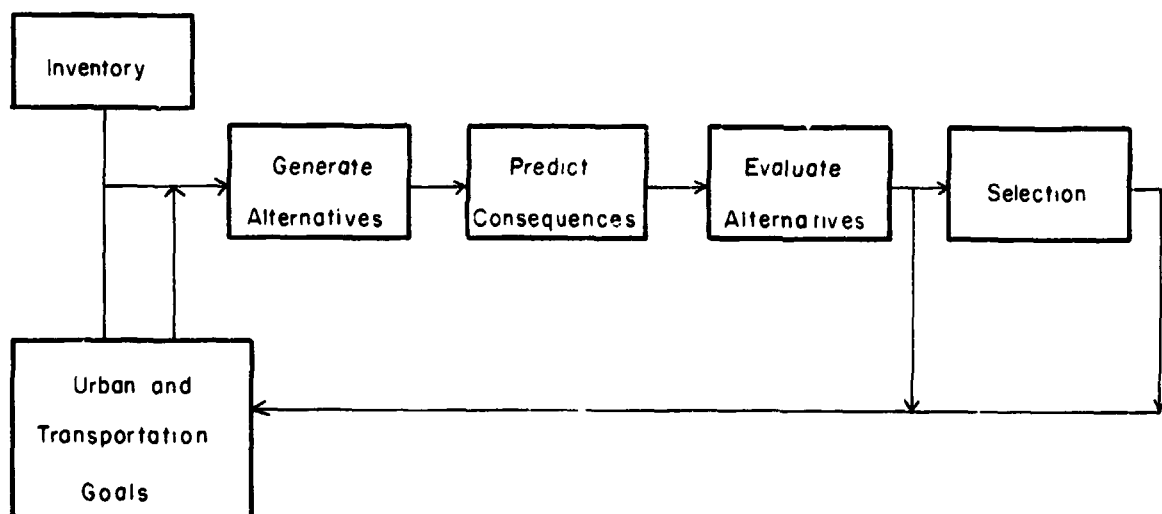 Inventory
Generate
Alternatives
Predict
Consequences
Evaluate
Alternatives
Selection
Urban and
Transportation
Goals